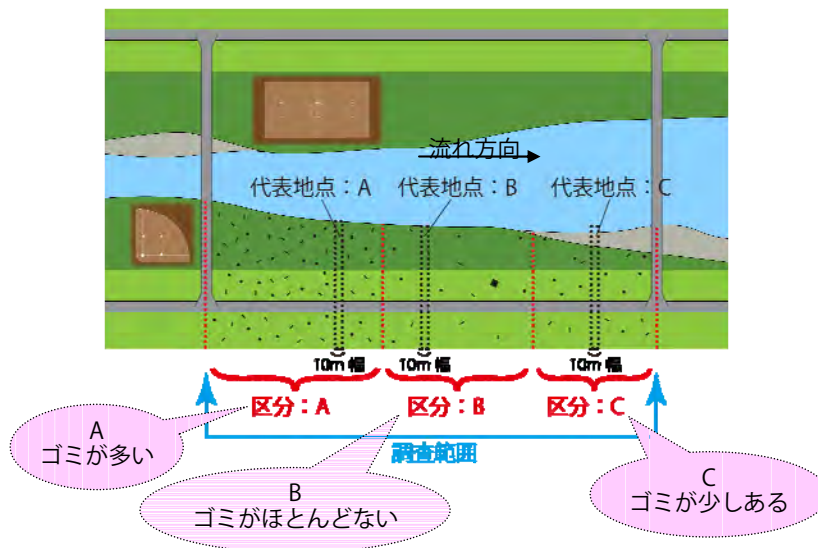 流れ方向
代表地点：A
代表地点：B
代表地点：C
10m 幅
10m 幅
10m 幅
区分：A
区分：B
区分：C
調査範囲
A
ゴミが多い
B
ゴミがほとんどない
C
ゴミが少しある